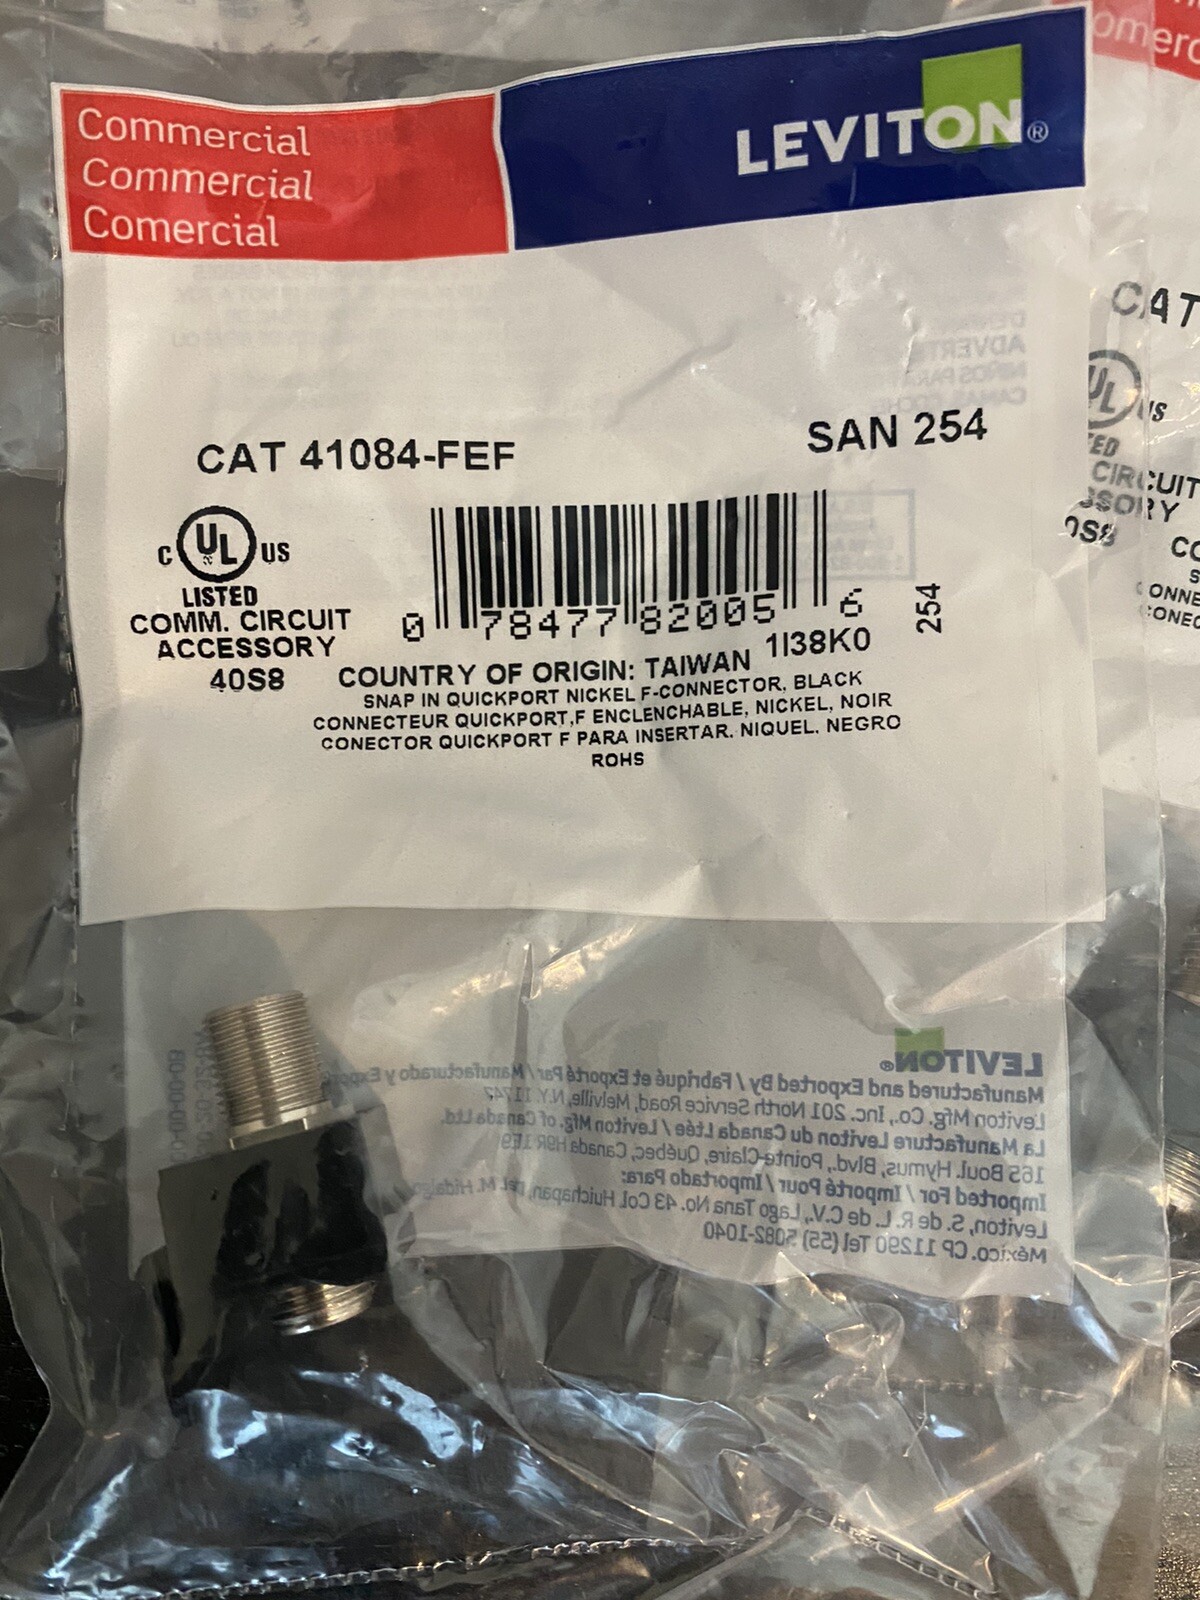 Commercial
Commercial
Comercial
LEVITON®
CAT 41084-FEF
SAN 254
C UL US
LISTED
COMM. CIRCUIT
ACCESSORY
40S8
0 78477 82005 6
254
1I38K0
COUNTRY OF ORIGIN: TAIWAN
SNAP IN QUICKPORT NICKEL F-CONNECTOR, BLACK
CONNECTEUR QUICKPORT,F ENCLENCHABLE, NICKEL, NOIR
CONECTOR QUICKPORT F PARA INSERTAR. NIQUEL. NEGRO
ROHS
LEVITON®
Manufactured and Exported By / Fabriqué et Exporté Par / Manufacturado y
Leviton Mfg. Co., Inc. 201 North Service Road, Melville, N.Y. 11747
La Manufacture Leviton du Canada Ltée / Leviton Mfg. of Canada Ltd.
165 Boul. Hymus, Blvd., Pointe-Claire, Québec, Canada H9R 1E9
Imported For / Importé Pour / Importado Para:
Leviton, S. de R.L. de C.V., Lago Tana No. 43 Col. Huichapan, Del M. Hidalgo
México. CP 11290 Tel (55) 5082-1040
CAT
UL US